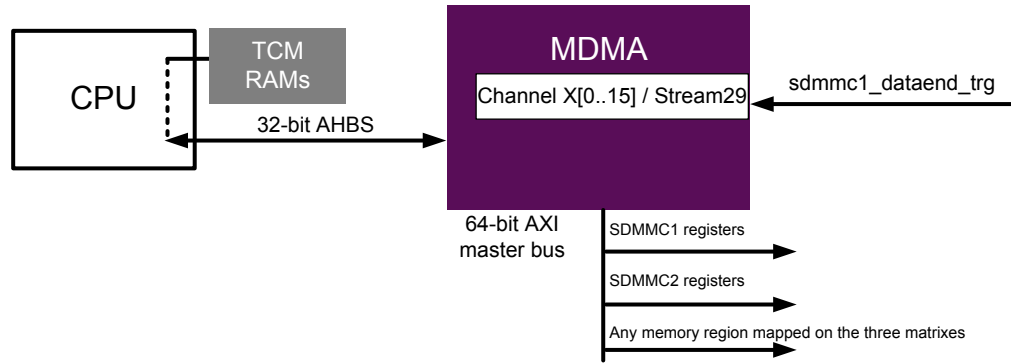 TCM
RAMs
MDMA
CPU
Channel X[0..15] / Stream29
sdmmc1_dataend_trg
32-bit AHBS
64-bit AXI
master bus
SDMMC1 registers
SDMMC2 registers
Any memory region mapped on the three matrixes